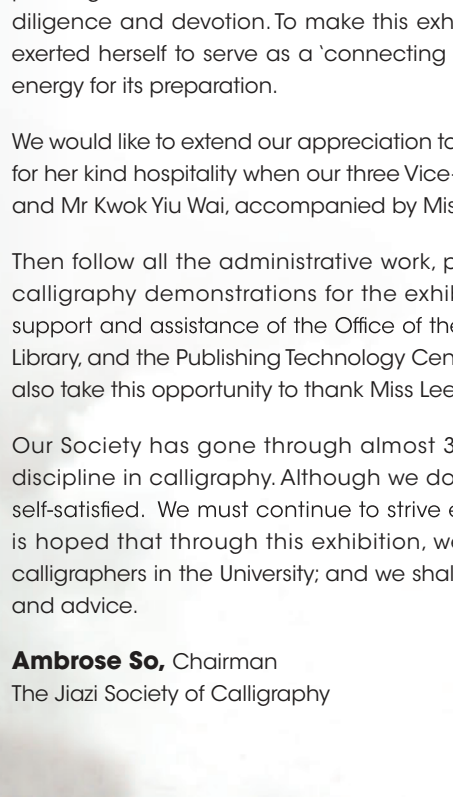 diligence and devotion. To make this exh
exerted herself to serve as a ‘connecting
energy for its preparation.
We would like to extend our appreciation to
for her kind hospitality when our three Vice-
and Mr Kwok Yiu Wai, accompanied by Mis
Then follow all the administrative work, p
calligraphy demonstrations for the exhi
support and assistance of the Office of the
Library, and the Publishing Technology Cen
also take this opportunity to thank Miss Lee
Our Society has gone through almost 3
discipline in calligraphy. Although we do
self-satisfied. We must continue to strive e
is hoped that through this exhibition, we
calligraphers in the University; and we shal
and advice.
Ambrose So, Chairman
The Jiazi Society of Calligraphy